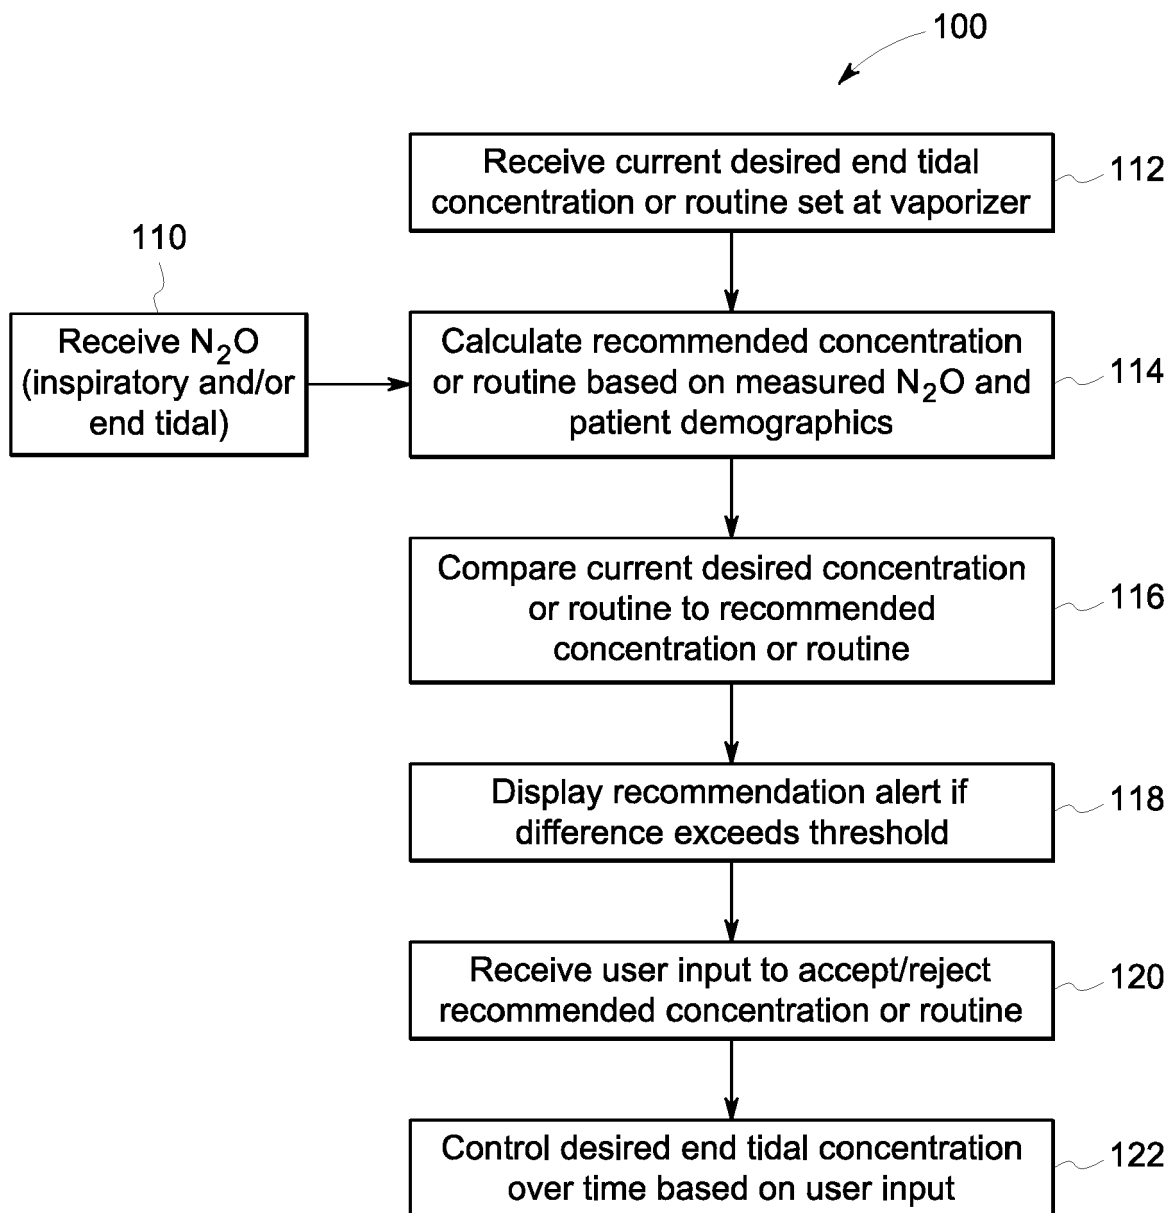 100
Receive current desired end tidal
concentration or routine set at vaporizer
112
110
Receive N₂O
(inspiratory and/or
end tidal)
Calculate recommended concentration
or routine based on measured N₂O and
patient demographics
114
Compare current desired concentration
or routine to recommended
concentration or routine
116
Display recommendation alert if
difference exceeds threshold
118
Receive user input to accept/reject
recommended concentration or routine
120
Control desired end tidal concentration
over time based on user input
122